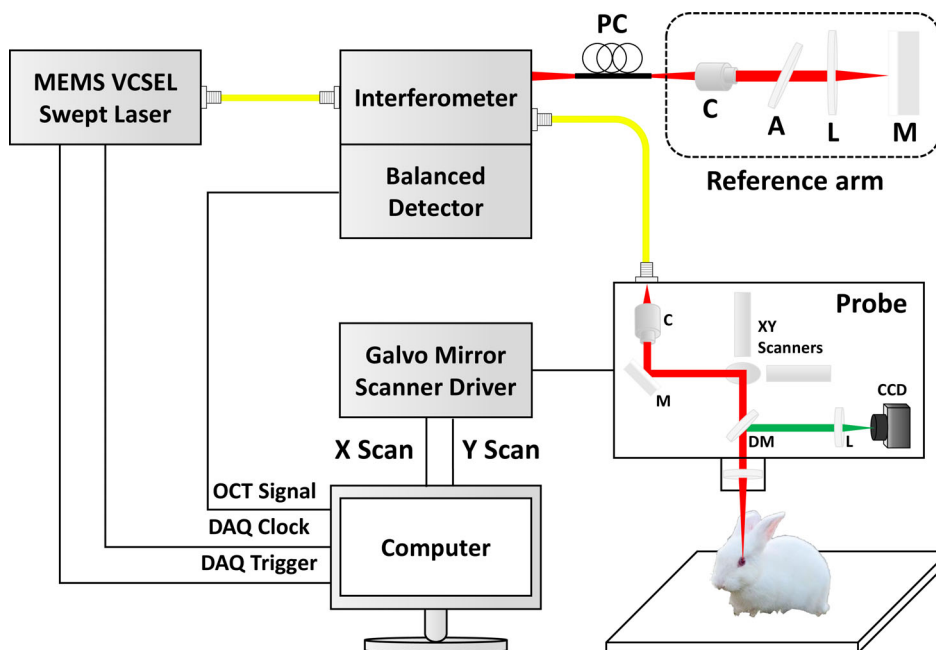 MEMS VCSEL
Swept Laser
Interferometer
Balanced
Detector
PC
C
A
L
M
Reference arm
Probe
C
XY
Scanners
M
CCD
DM
L
Galvo Mirror
Scanner Driver
X Scan
Y Scan
OCT Signal
DAQ Clock
DAQ Trigger
Computer